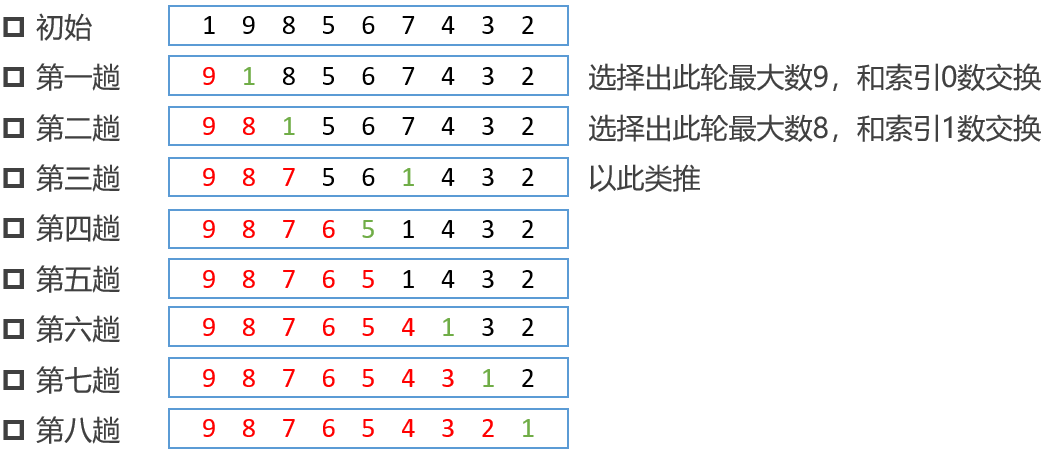 初始 1 9 8 5 6 7 4 3 2
第一趟 9 1 8 5 6 7 4 3 2 选择出此轮最大数9，和索引0数交换
第二趟 9 8 1 5 6 7 4 3 2 选择出此轮最大数8，和索引1数交换
第三趟 9 8 7 5 6 1 4 3 2 以此类推
第四趟 9 8 7 6 5 1 4 3 2
第五趟 9 8 7 6 5 1 4 3 2
第六趟 9 8 7 6 5 4 1 3 2
第七趟 9 8 7 6 5 4 3 1 2
第八趟 9 8 7 6 5 4 3 2 1